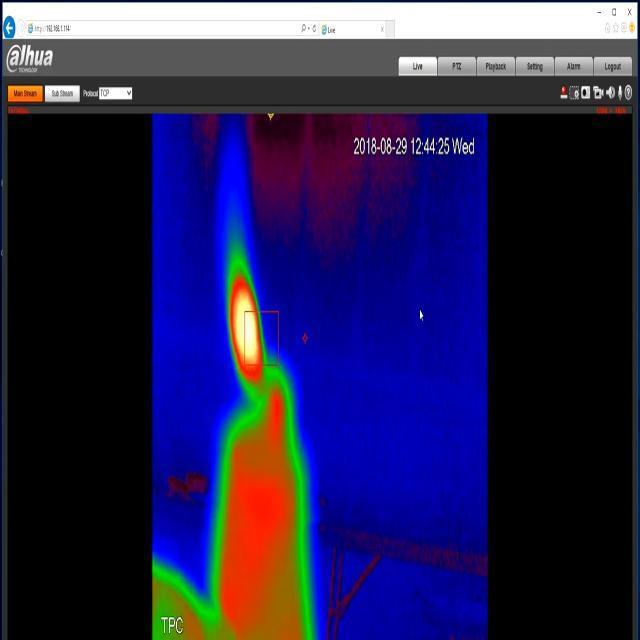 http://192.168.1.114/
Live
alhua
TECHNOLOGY
Live
PTZ
Playback
Setting
Alarm
Logout
Main Stream
Sub Stream
Protocol
TCP
2018-08-29 12:44:25 Wed
TPC